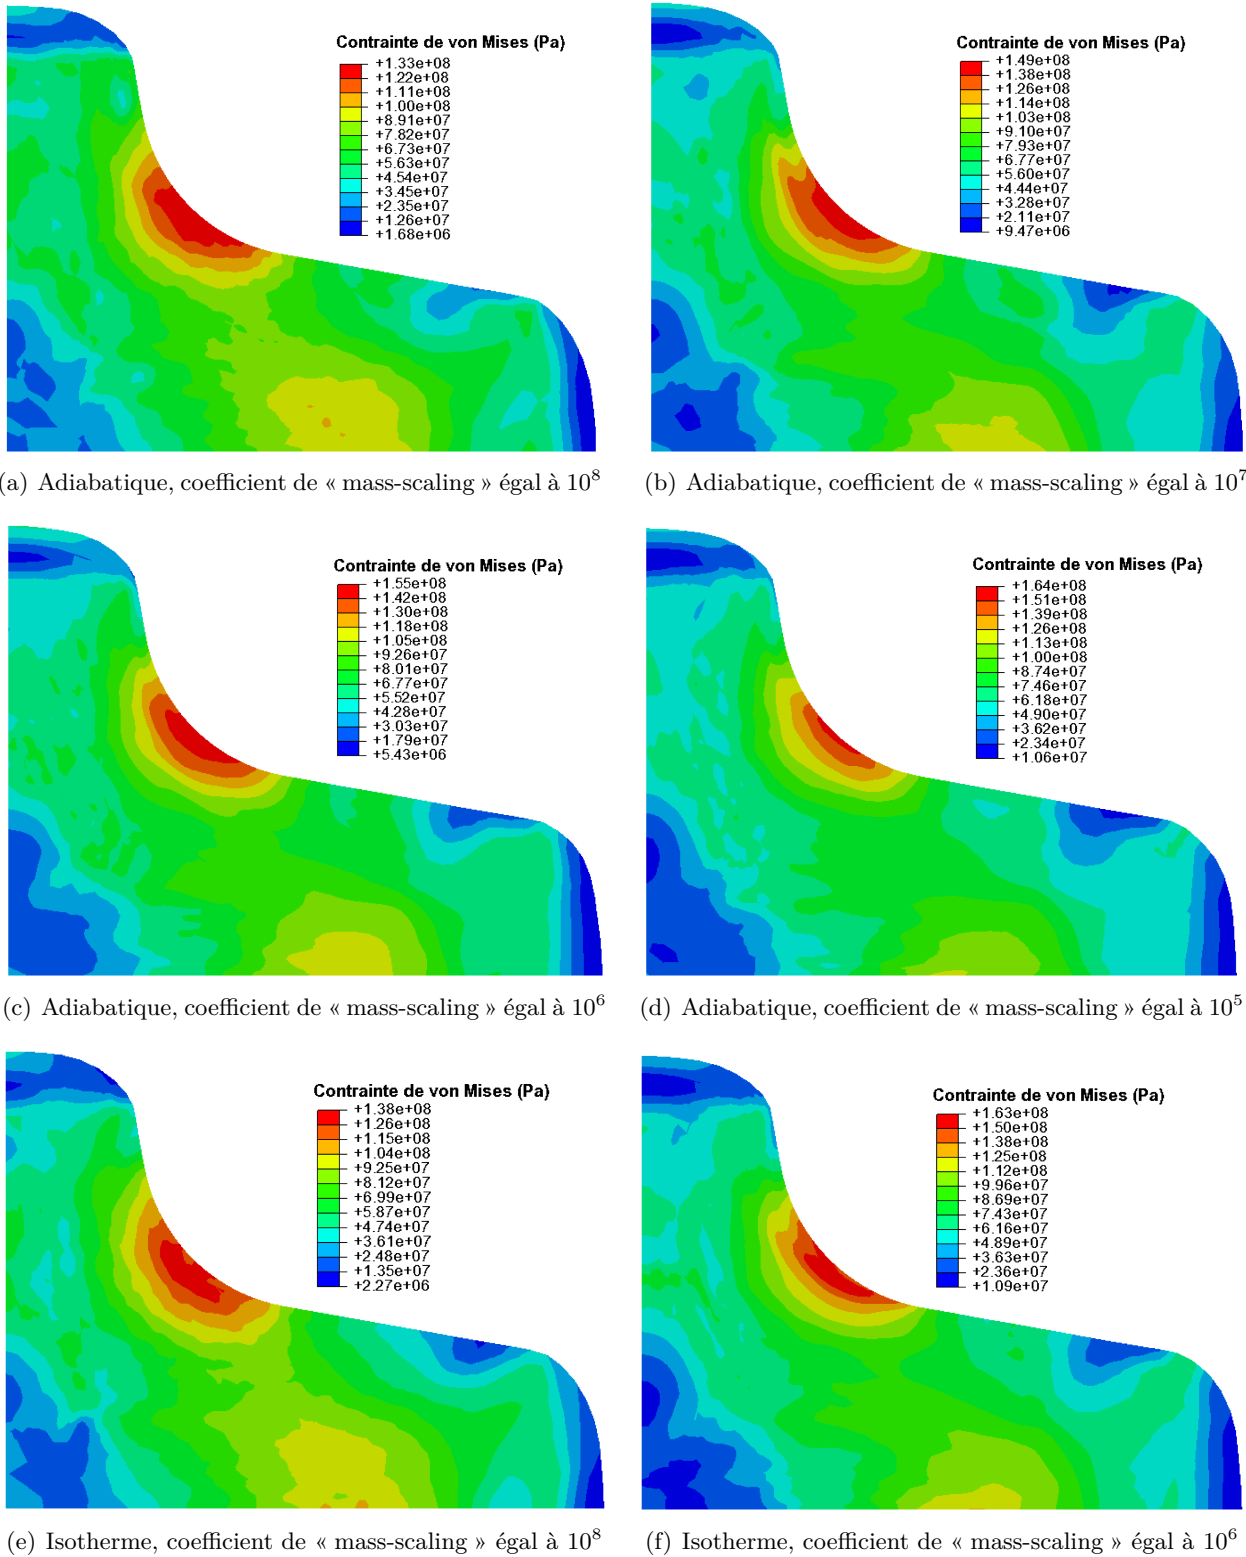 Contrainte de von Mises (Pa)
+1.33e+08
+1.22e+08
+1.11e+08
+1.00e+08
+8.91e+07
+7.82e+07
+6.73e+07
+5.63e+07
+4.54e+07
+3.45e+07
+2.35e+07
+1.26e+07
+1.68e+06
Contrainte de von Mises (Pa)
+1.49e+08
+1.38e+08
+1.26e+08
+1.14e+08
+1.03e+08
+9.10e+07
+7.93e+07
+6.77e+07
+5.60e+07
+4.44e+07
+3.28e+07
+2.11e+07
+9.47e+06
(a) Adiabatique, coefficient de « mass-scaling » égal à 10⁸
(b) Adiabatique, coefficient de « mass-scaling » égal à 10⁷
Contrainte de von Mises (Pa)
+1.55e+08
+1.42e+08
+1.30e+08
+1.18e+08
+1.05e+08
+9.26e+07
+8.01e+07
+6.77e+07
+5.52e+07
+4.28e+07
+3.03e+07
+1.79e+07
+5.43e+06
Contrainte de von Mises (Pa)
+1.64e+08
+1.51e+08
+1.39e+08
+1.26e+08
+1.13e+08
+1.00e+08
+8.74e+07
+7.46e+07
+6.18e+07
+4.90e+07
+3.62e+07
+2.34e+07
+1.06e+07
(c) Adiabatique, coefficient de « mass-scaling » égal à 10⁶
(d) Adiabatique, coefficient de « mass-scaling » égal à 10⁵
Contrainte de von Mises (Pa)
+1.38e+08
+1.26e+08
+1.15e+08
+1.04e+08
+9.25e+07
+8.12e+07
+6.99e+07
+5.87e+07
+4.74e+07
+3.61e+07
+2.48e+07
+1.35e+07
+2.27e+06
Contrainte de von Mises (Pa)
+1.63e+08
+1.50e+08
+1.38e+08
+1.25e+08
+1.12e+08
+9.96e+07
+8.69e+07
+7.43e+07
+6.16e+07
+4.89e+07
+3.63e+07
+2.36e+07
+1.09e+07
(e) Isotherme, coefficient de « mass-scaling » égal à 10⁸
(f) Isotherme, coefficient de « mass-scaling » égal à 10⁶